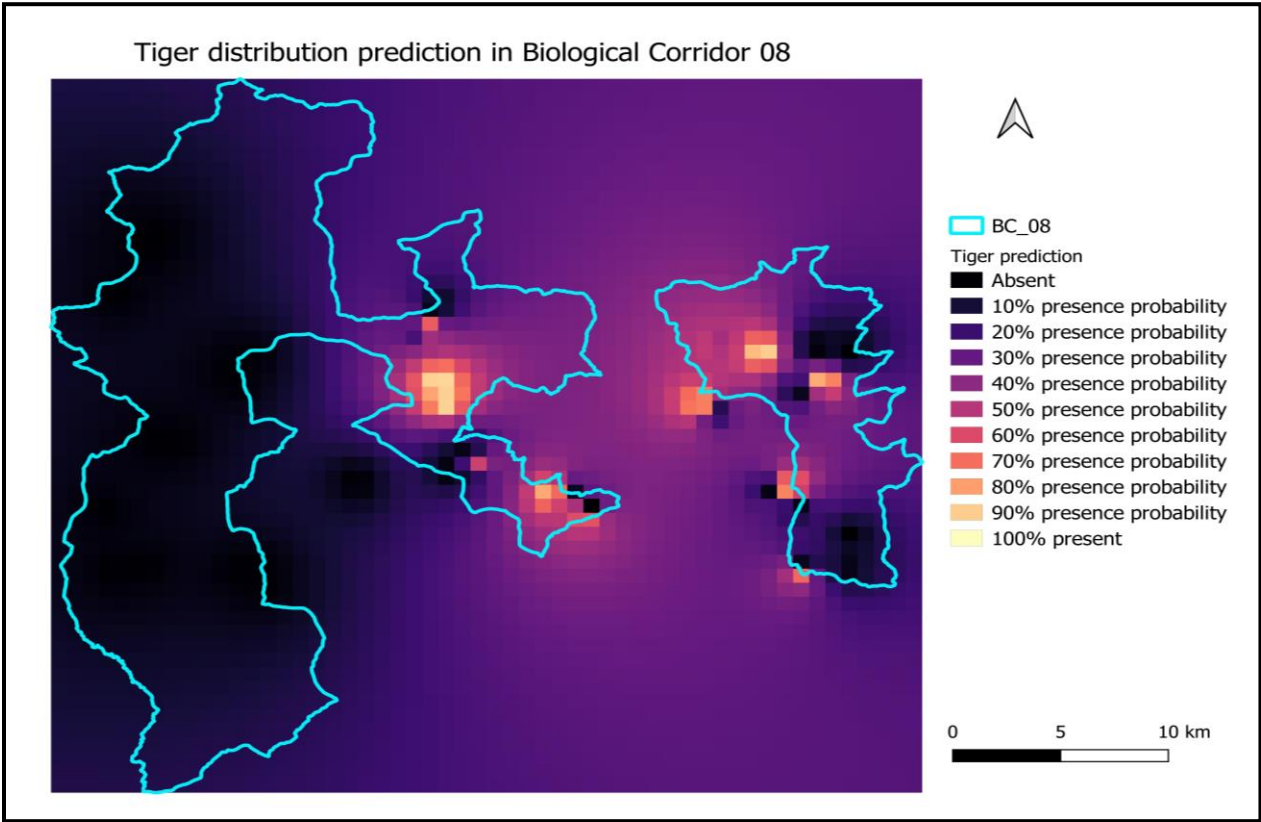 Tiger distribution prediction in Biological Corridor 08
BC_08
Tiger prediction
Absent
10% presence probability
20% presence probability
30% presence probability
40% presence probability
50% presence probability
60% presence probability
70% presence probability
80% presence probability
90% presence probability
100% present
0 5 10 km